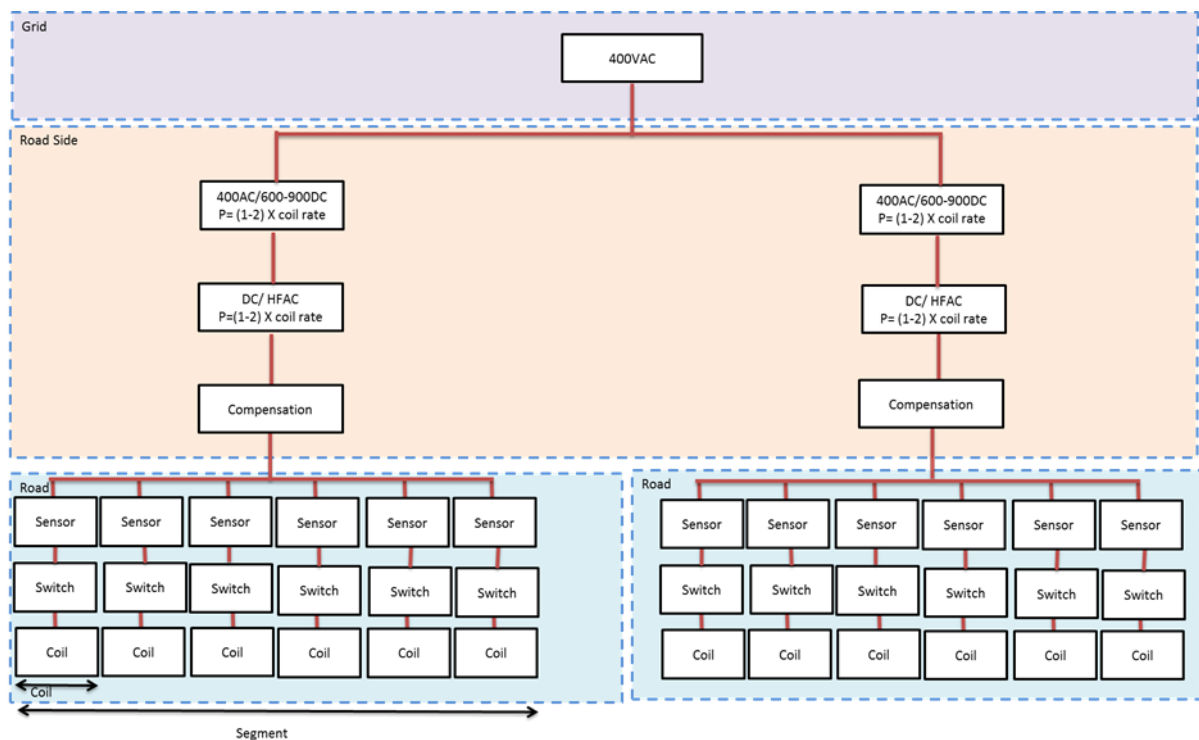 Grid
400VAC
Road Side
400AC/600-900DC
P= (1-2) X coil rate
400AC/600-900DC
P= (1-2) X coil rate
DC/ HFAC
P=(1-2) X coil rate
DC/ HFAC
P= (1-2) X coil rate
Compensation
Compensation
Road
Road
Sensor Sensor Sensor Sensor Sensor Sensor
Sensor Sensor Sensor Sensor Sensor Sensor
Switch Switch Switch Switch Switch Switch
Switch Switch Switch Switch Switch Switch
Coil Coil Coil Coil Coil Coil
Coil Coil Coil Coil Coil Coil
Coil
Segment